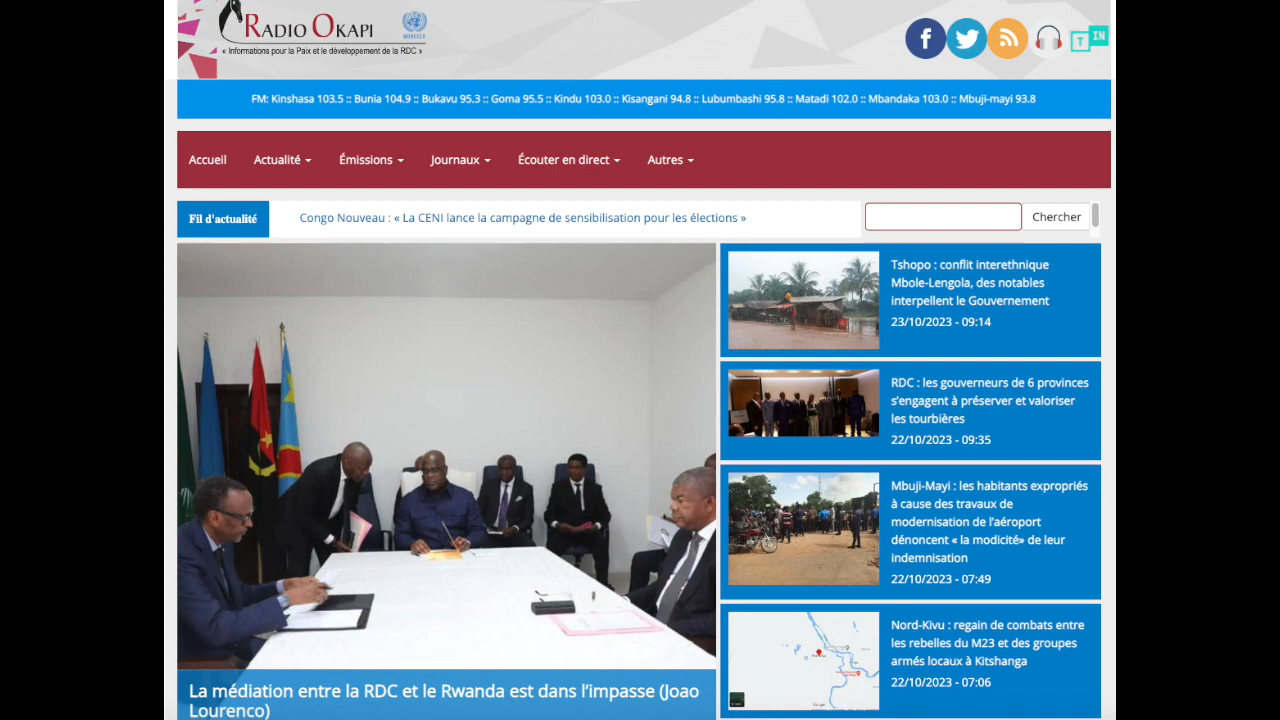 RADIO OKAPI
MONUSCO
« Informations pour la Paix et le développement de la RDC »
T IN
FM: Kinshasa 103.5 :: Bunia 104.9 :: Bukavu 95.3 :: Goma 95.5 :: Kindu 103.0 :: Kisangani 94.8 :: Lubumbashi 95.8 :: Matadi 102.0 :: Mbandaka 103.0 :: Mbuji-mayi 93.8
Accueil Actualité Émissions Journaux Écouter en direct Autres
Fil d'actualité Congo Nouveau : « La CENI lance la campagne de sensibilisation pour les élections » Chercher
La médiation entre la RDC et le Rwanda est dans l’impasse (Joao
Lourenco)
Tshopo : conflit interethnique
Mbole-Lengola, des notables
interpellent le Gouvernement
23/10/2023 - 09:14
RDC : les gouverneurs de 6 provinces
s’engagent à préserver et valoriser
les tourbières
22/10/2023 - 09:35
Mbuji-Mayi : les habitants expropriés
à cause des travaux de
modernisation de l’aéroport
dénoncent « la modicité» de leur
indemnisation
22/10/2023 - 07:49
Nord-Kivu : regain de combats entre
les rebelles du M23 et des groupes
armés locaux à Kitshanga
22/10/2023 - 07:06